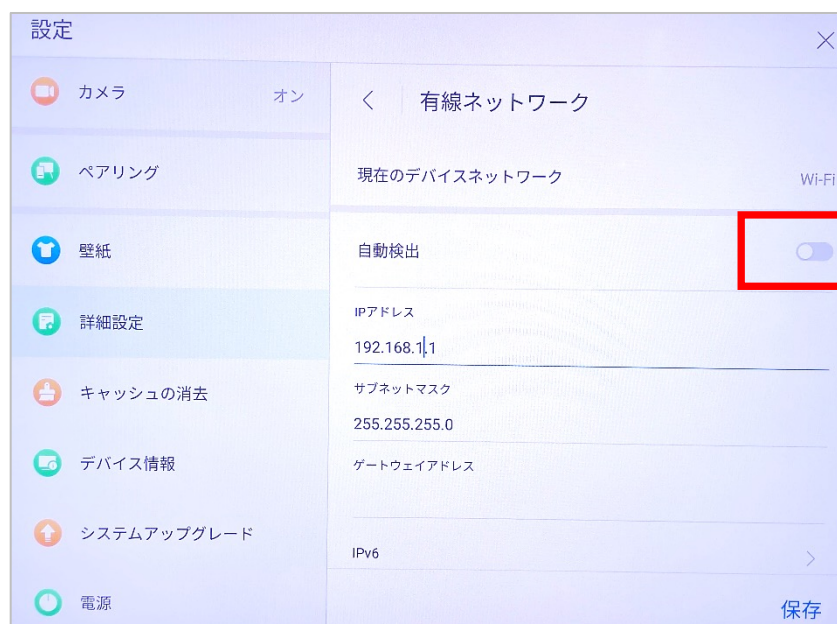 設定
カメラ オン
ペアリング
壁紙
詳細設定
キャッシュの消去
デバイス情報
システムアップグレード
電源
有線ネットワーク
現在のデバイスネットワーク Wi-Fi
自動検出
IPアドレス
192.168.1.1
サブネットマスク
255.255.255.0
ゲートウェイアドレス
IPv6
保存